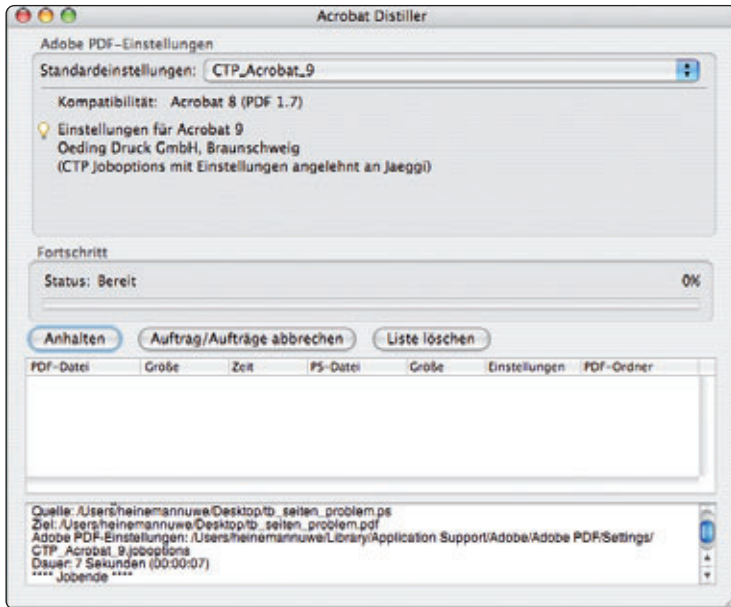 Acrobat Distiller
Adobe PDF-Einstellungen
Standardeinstellungen: CTP_Acrobat_9
Kompatibilität: Acrobat 8 (PDF 1.7)
Einstellungen für Acrobat 9
Oeding Druck GmbH, Braunschweig
(CTP Joboptions mit Einstellungen angelehnt an Jaeggi)
Fortschritt
Status: Bereit 0%
Anhalten Auftrag/Aufträge abbrechen Liste löschen
PDF-Datei Größe Zeit PS-Datei Größe Einstellungen PDF-Ordner
Quelle: /Users/heinemannuwe/Desktop/tb_seiten_problem.ps
Ziel: /Users/heinemannuwe/Desktop/tb_seiten_problem.pdf
Adobe PDF-Einstellungen: /Users/heinemannuwe/Library/Application Support/Adobe/Adobe PDF/Settings/
CTP_Acrobat_9.joboptions
Dauer: 7 Sekunden (00:00:07)
**** Jobende ****